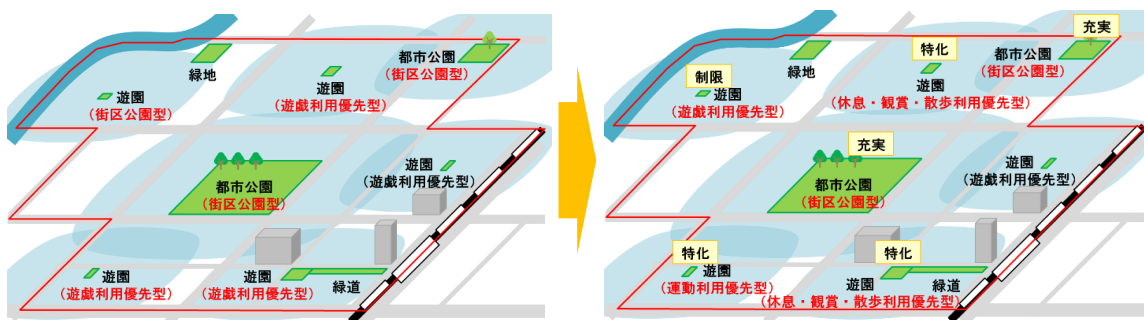 緑地
都市公園
(街区公園型)
遊園
(遊戯利用優先型)
遊園
(街区公園型)
遊園
(遊戯利用優先型)
都市公園
(街区公園型)
遊園
(遊戯利用優先型)
遊園
(遊戯利用優先型)
緑道
充実
特化
都市公園
(街区公園型)
緑地
制限
遊園
(遊戯利用優先型)
遊園
(休息・観賞・散歩利用優先型)
充実
都市公園
(街区公園型)
遊園
(遊戯利用優先型)
特化
遊園
(運動利用優先型)
特化
遊園
(休息・観賞・散歩利用優先型)
緑道